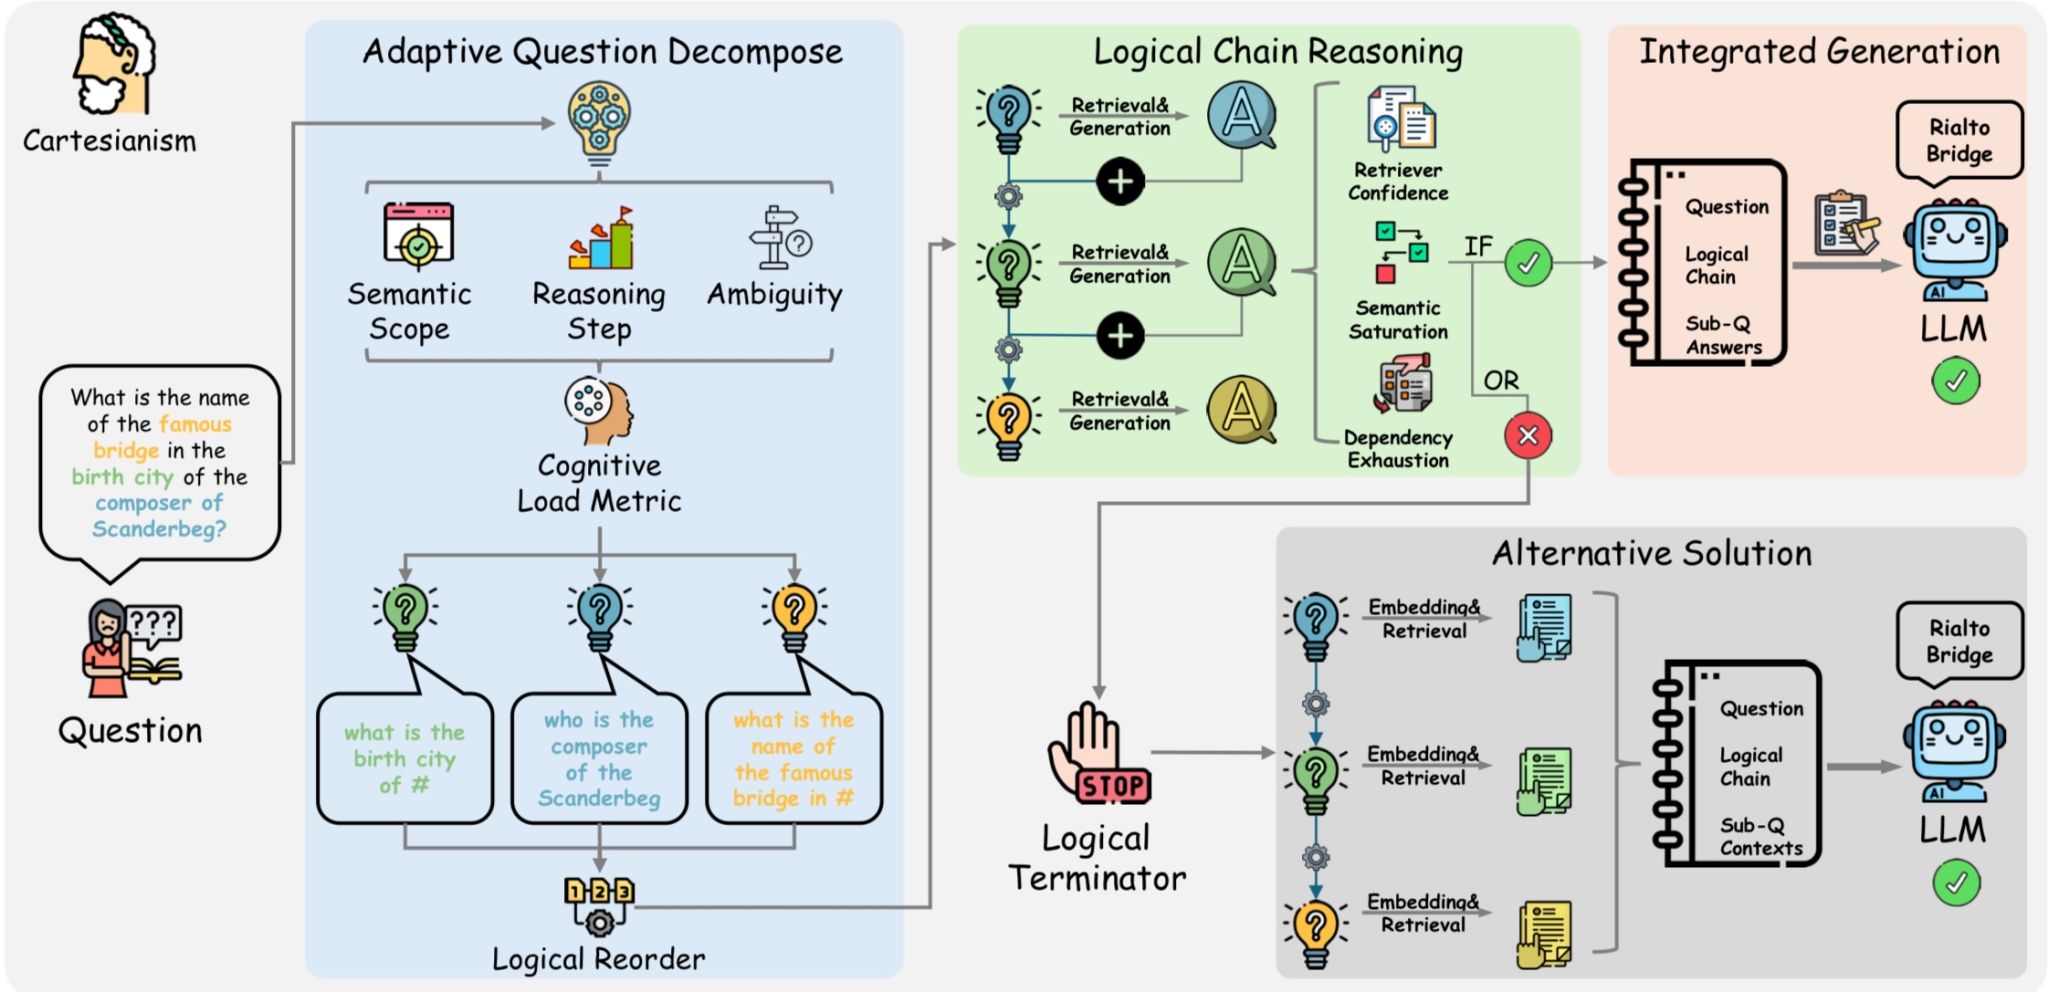 Cartesianism
What is the name
of the famous
bridge in the
birth city of the
composer of
Scanderbeg?
???
Question
Adaptive Question Decompose
Semantic
Scope
Reasoning
Step
?
Ambiguity
Cognitive
Load Metric
?
?
?
what is the
birth city
of #
who is the
composer
of the
Scanderbeg
what is the
name of
the famous
bridge in #
1 2 3
Logical Reorder
Logical Chain Reasoning
?
Retrieval&
Generation
A
+
?
Retrieval&
Generation
A
+
?
Retrieval&
Generation
A
Retriever
Confidence
Semantic
Saturation
Dependency
Exhaustion
IF
OR
Integrated Generation
Question
Logical
Chain
Sub-Q
Answers
Rialto
Bridge
AI
LLM
STOP
Logical
Terminator
Alternative Solution
?
Embedding&
Retrieval
?
Embedding&
Retrieval
?
Embedding&
Retrieval
Question
Logical
Chain
Sub-Q
Contexts
Rialto
Bridge
AI
LLM